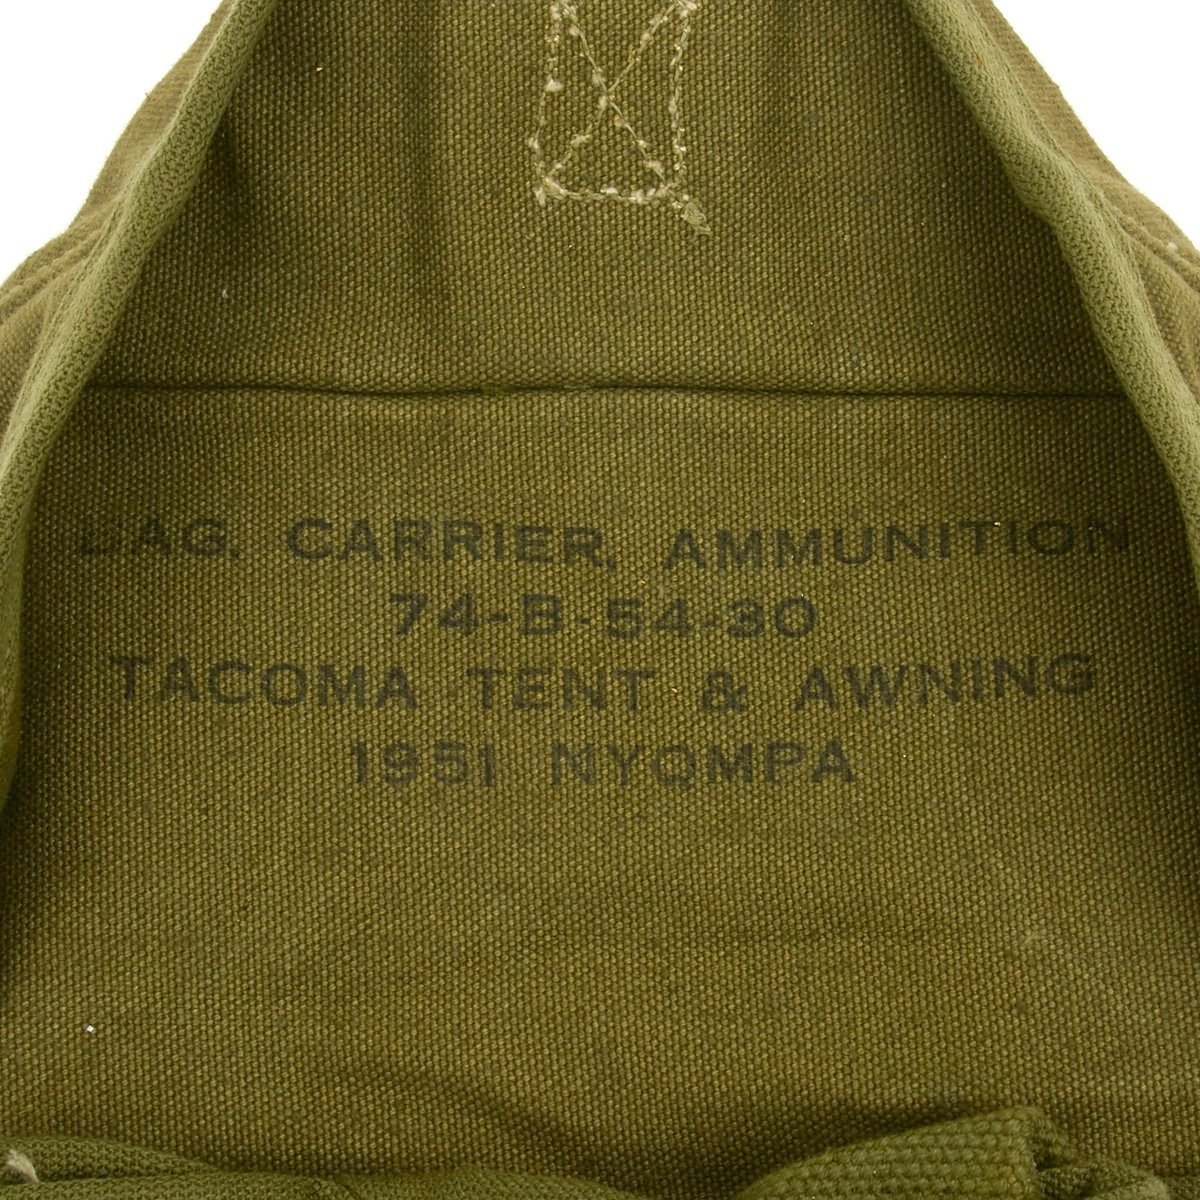 BAG, CARRIER, AMMUNITION
74-B-54-30
TACOMA TENT & AWNING
1951 NYQMPA